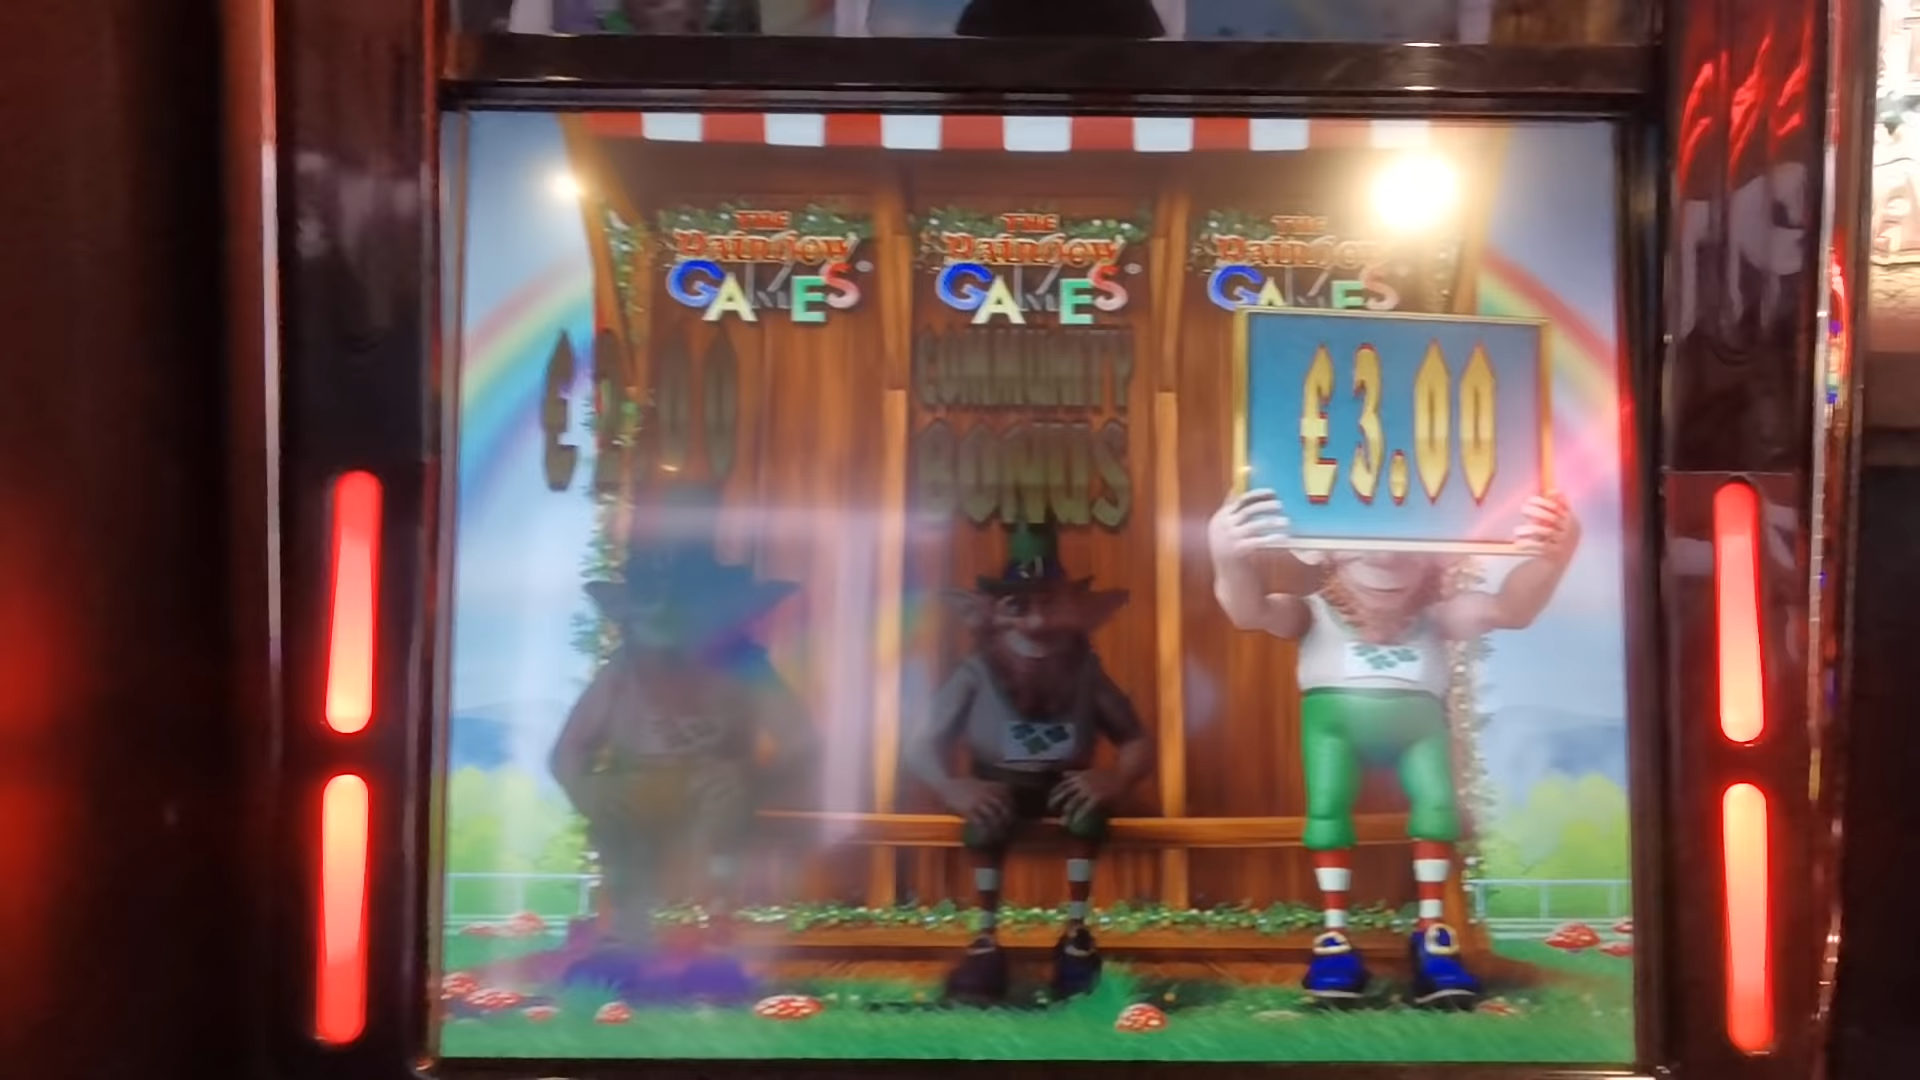 THE
Rainbow
GAMES
THE
Rainbow
GAMES
THE
Rainbow
GAMES
COMMUNITY
BONUS
£3.00